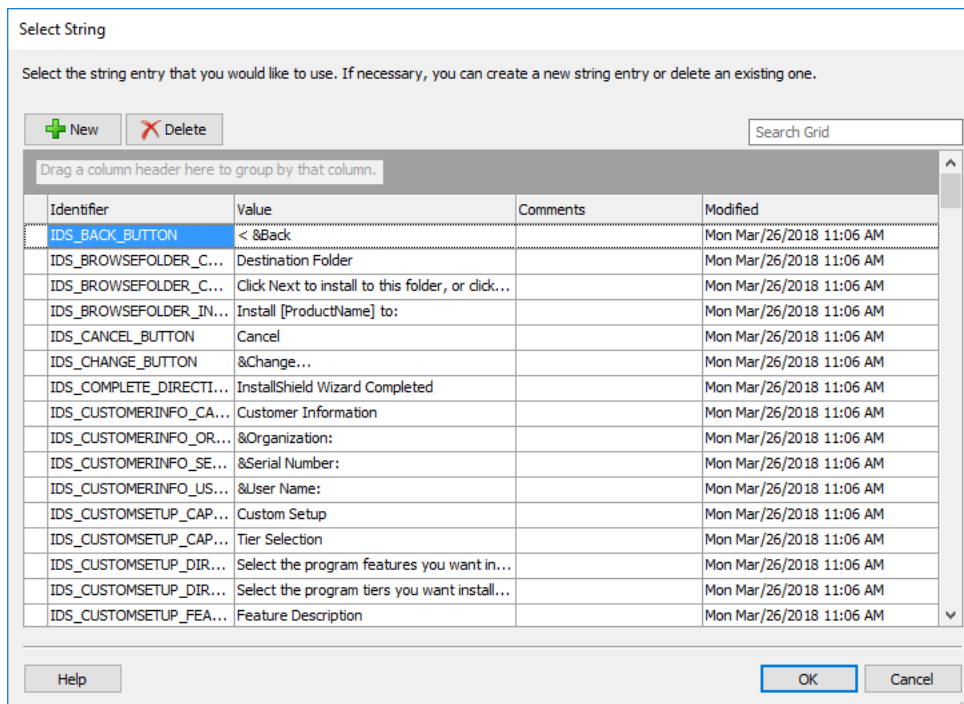 Select String
Select the string entry that you would like to use. If necessary, you can create a new string entry or delete an existing one.
New Delete Search Grid
Drag a column header here to group by that column.
Identifier Value Comments Modified
IDS_BACK_BUTTON < &Back Mon Mar/26/2018 11:06 AM
IDS_BROWSEFOLDER_C... Destination Folder Mon Mar/26/2018 11:06 AM
IDS_BROWSEFOLDER_C... Click Next to install to this folder, or click... Mon Mar/26/2018 11:06 AM
IDS_BROWSEFOLDER_IN... Install [ProductName] to: Mon Mar/26/2018 11:06 AM
IDS_CANCEL_BUTTON Cancel Mon Mar/26/2018 11:06 AM
IDS_CHANGE_BUTTON &Change... Mon Mar/26/2018 11:06 AM
IDS_COMPLETE_DIRECTI... InstallShield Wizard Completed Mon Mar/26/2018 11:06 AM
IDS_CUSTOMERINFO_CA... Customer Information Mon Mar/26/2018 11:06 AM
IDS_CUSTOMERINFO_OR... &Organization: Mon Mar/26/2018 11:06 AM
IDS_CUSTOMERINFO_SE... &Serial Number: Mon Mar/26/2018 11:06 AM
IDS_CUSTOMERINFO_US... &User Name: Mon Mar/26/2018 11:06 AM
IDS_CUSTOMSETUP_CAP... Custom Setup Mon Mar/26/2018 11:06 AM
IDS_CUSTOMSETUP_CAP... Tier Selection Mon Mar/26/2018 11:06 AM
IDS_CUSTOMSETUP_DIR... Select the program features you want in... Mon Mar/26/2018 11:06 AM
IDS_CUSTOMSETUP_DIR... Select the program tiers you want install... Mon Mar/26/2018 11:06 AM
IDS_CUSTOMSETUP_FEA... Feature Description Mon Mar/26/2018 11:06 AM
Help OK Cancel